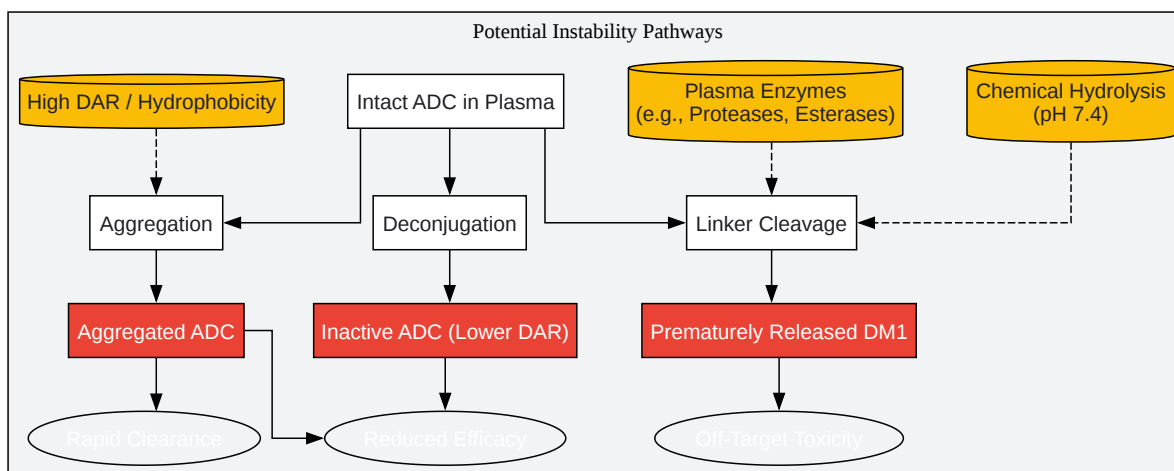 Potential Instability Pathways
High DAR / Hydrophobicity
Intact ADC in Plasma
Plasma Enzymes
(e.g., Proteases, Esterases)
Chemical Hydrolysis
(pH 7.4)
Aggregation
Deconjugation
Linker Cleavage
Aggregated ADC
Inactive ADC (Lower DAR)
Prematurely Released DM1
Rapid Clearance
Reduced Efficacy
Off-Target Toxicity